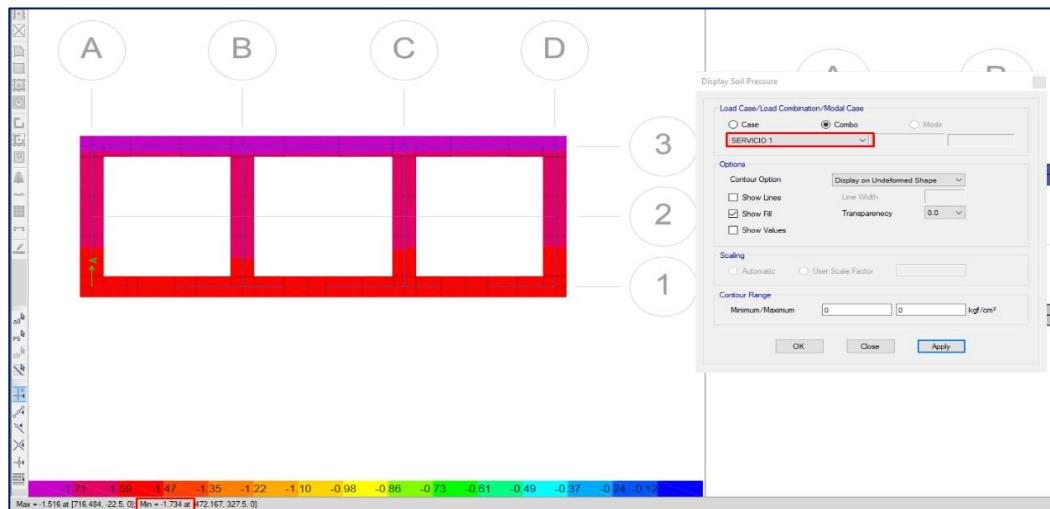 A B C D
3
2
1
Y
A B
Display Soil Pressure
Load Case/Load Combination/Modal Case
Case Combo Mode
SERVICIO 1
Options
Contour Option Display on Undeformed Shape
Show Lines Line Width
Show Fill Transparenecy 0.0
Show Values
Scaling
Automatic User Scale Factor
Contour Range
Minimum/Maximum 0 0 kgf/cm²
OK Close Apply
-1.71 -1.59 -1.47 -1.35 -1.22 -1.10 -0.98 -0.86 -0.73 -0.61 -0.49 -0.37 -0.24 -0.12
Max = -1.516 at [716.484, -22.5, 0]; Min = -1.734 at [472.167, 327.5, 0]